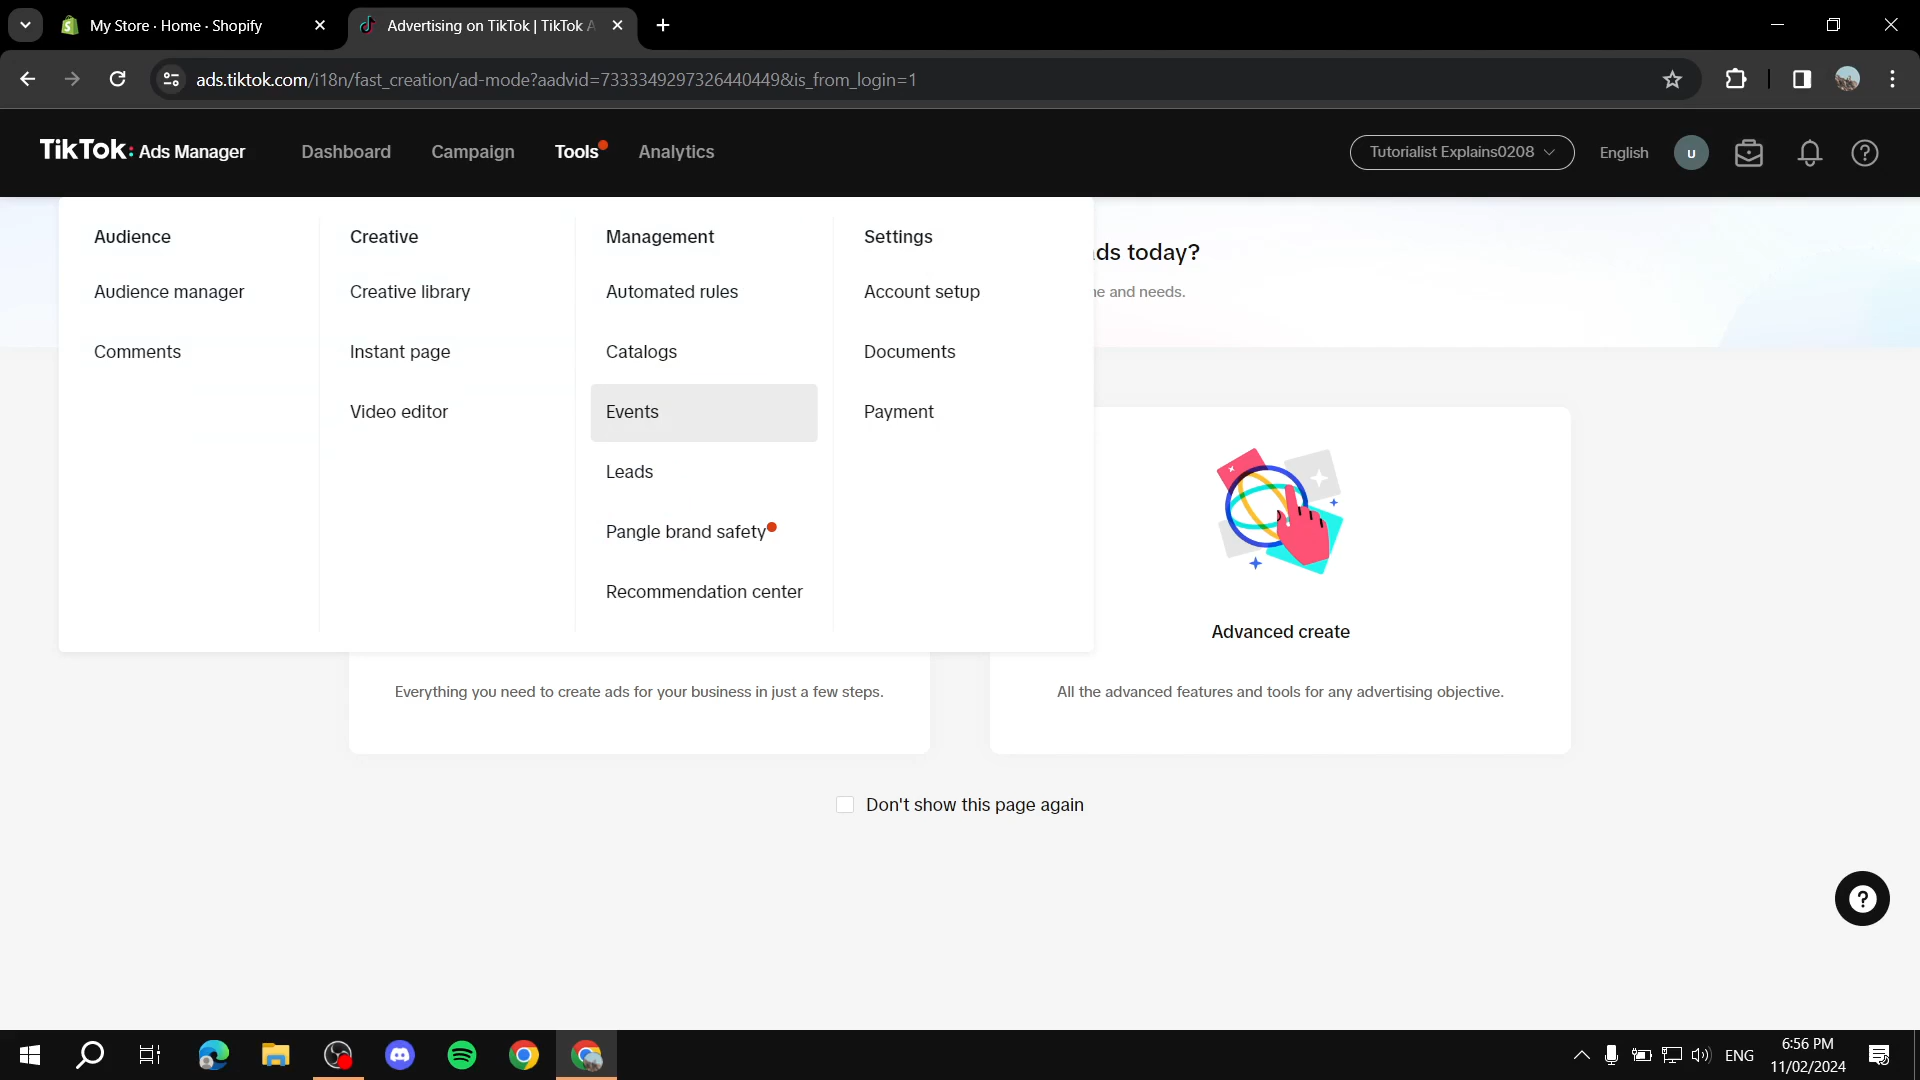 My Store · Home · Shopify
Advertising on TikTok | TikTok A
ads.tiktok.com/i18n/fast_creation/ad-mode?aadvid=7333349297326440449&is_from_login=1
TikTok: Ads Manager
Dashboard
Campaign
Tools
Analytics
Tutorialist Explains0208
English
U
Audience
Audience manager
Comments
Creative
Creative library
Instant page
Video editor
Management
Automated rules
Catalogs
Events
Leads
Pangle brand safety
Recommendation center
Settings
Account setup
Documents
Payment
ds today?
e and needs.
Everything you need to create ads for your business in just a few steps.
Advanced create
All the advanced features and tools for any advertising objective.
Don't show this page again
?
ENG
6:56 PM
11/02/2024